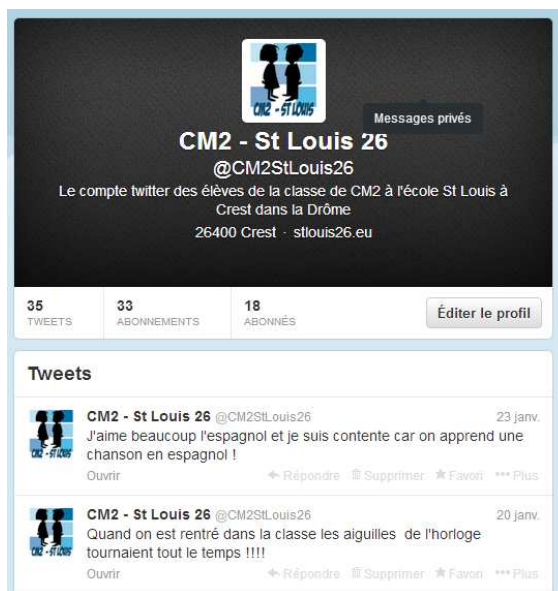 CM2 - ST LOUIS
Messages privés
CM2 - St Louis 26
@CM2StLouis26
Le compte twitter des élèves de la classe de CM2 à l'école St Louis à
Crest dans la Drôme
26400 Crest · stlouis26.eu
35 33 18
TWEETS ABONNEMENTS ABONNÉS Éditer le profil
Tweets
CM2 - St Louis 26 @CM2StLouis26 23 janv.
J'aime beaucoup l'espagnol et je suis contente car on apprend une
chanson en espagnol !
CM2 - ST LOUIS
Ouvrir Répondre Supprimer Favori Plus
CM2 - St Louis 26 @CM2StLouis26 20 janv.
Quand on est rentré dans la classe les aiguilles de l'horloge
tournaient tout le temps !!!!
CM2 - ST LOUIS
Ouvrir Répondre Supprimer Favori Plus